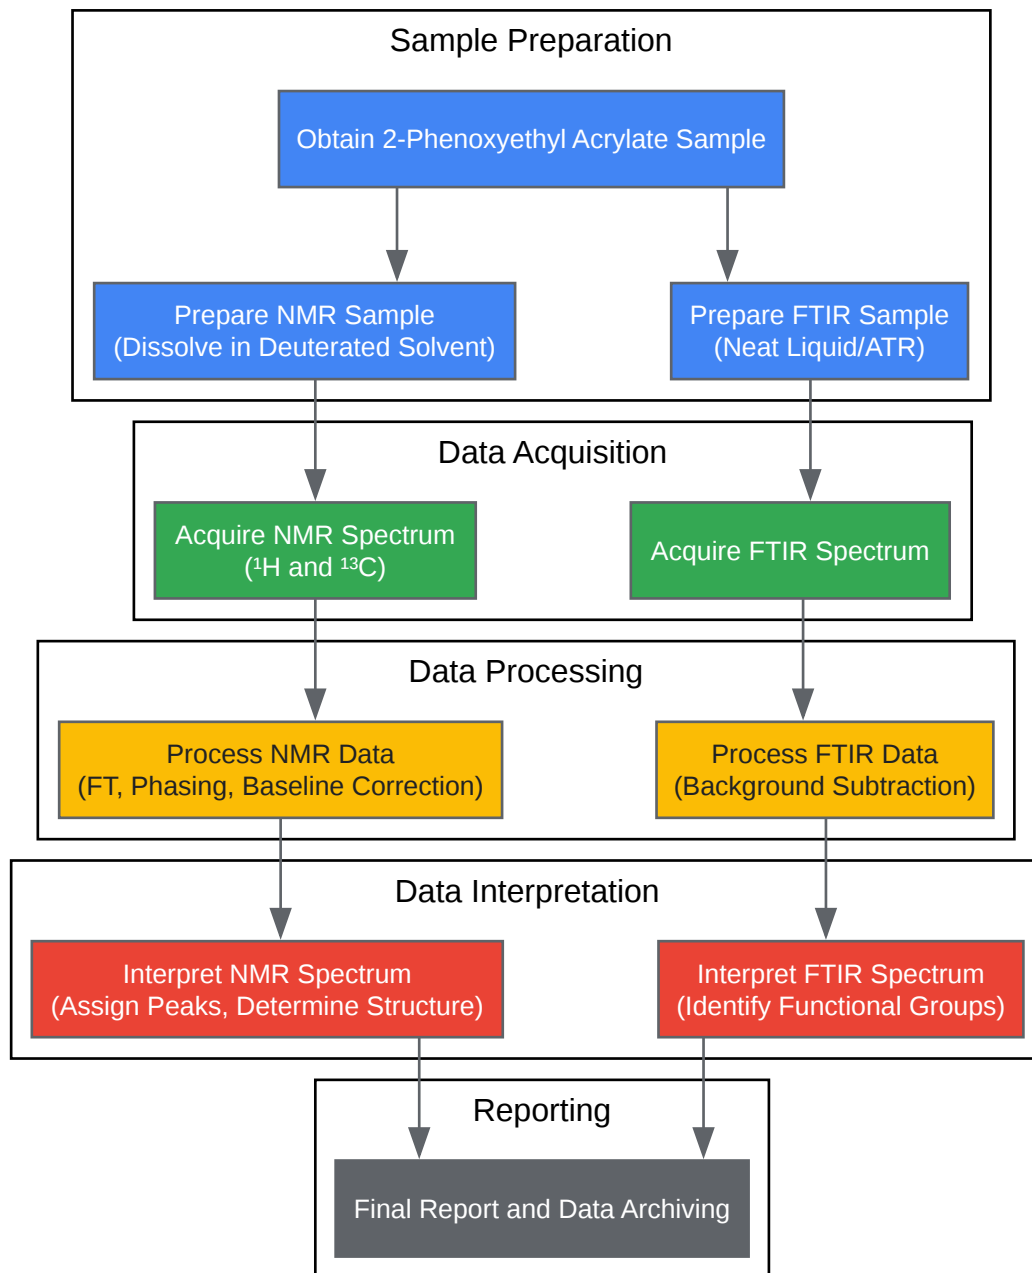 Sample Preparation
Obtain 2-Phenoxyethyl Acrylate Sample
Prepare NMR Sample
(Dissolve in Deuterated Solvent)
Prepare FTIR Sample
(Neat Liquid/ATR)
Data Acquisition
Acquire NMR Spectrum
(¹H and ¹³C)
Acquire FTIR Spectrum
Data Processing
Process NMR Data
(FT, Phasing, Baseline Correction)
Process FTIR Data
(Background Subtraction)
Data Interpretation
Interpret NMR Spectrum
(Assign Peaks, Determine Structure)
Interpret FTIR Spectrum
(Identify Functional Groups)
Reporting
Final Report and Data Archiving